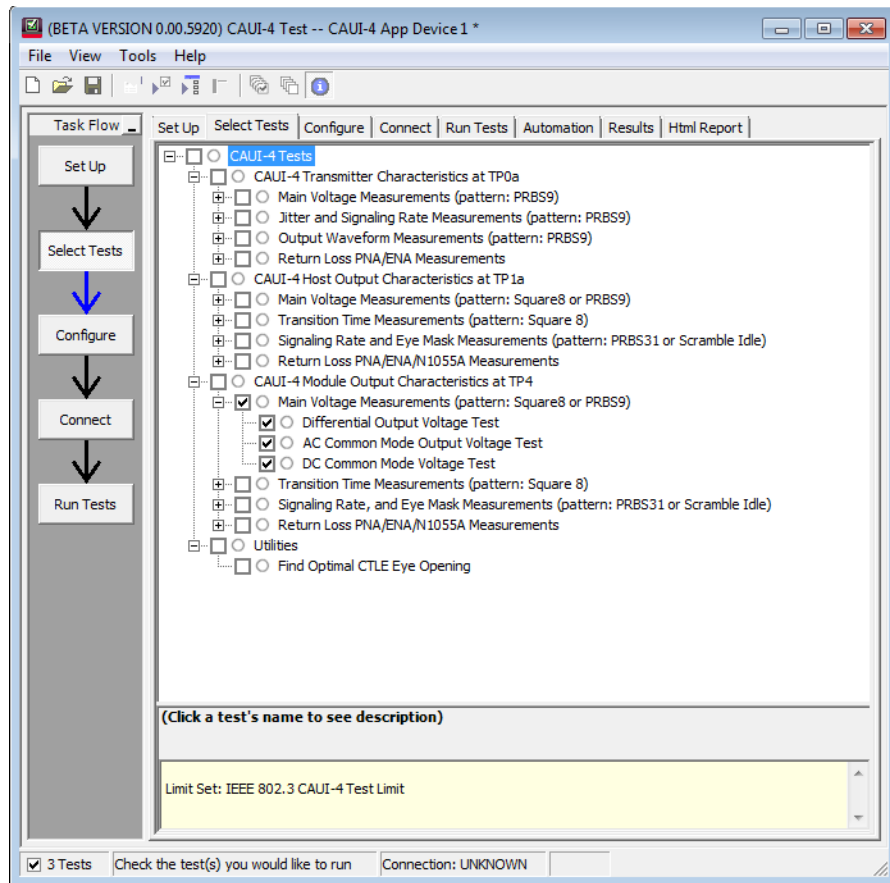 (BETA VERSION 0.00.5920) CAUI-4 Test -- CAUI-4 App Device 1 *
File View Tools Help
Task Flow
Set Up Select Tests Configure Connect Run Tests Automation Results Html Report
Set Up
Select Tests
Configure
Connect
Run Tests
CAUI-4 Tests
CAUI-4 Transmitter Characteristics at TP0a
Main Voltage Measurements (pattern: PRBS9)
Jitter and Signaling Rate Measurements (pattern: PRBS9)
Output Waveform Measurements (pattern: PRBS9)
Return Loss PNA/ENA Measurements
CAUI-4 Host Output Characteristics at TP1a
Main Voltage Measurements (pattern: Square8 or PRBS9)
Transition Time Measurements (pattern: Square 8)
Signaling Rate and Eye Mask Measurements (pattern: PRBS31 or Scramble Idle)
Return Loss PNA/ENA/N1055A Measurements
CAUI-4 Module Output Characteristics at TP4
Main Voltage Measurements (pattern: Square8 or PRBS9)
Differential Output Voltage Test
AC Common Mode Output Voltage Test
DC Common Mode Voltage Test
Transition Time Measurements (pattern: Square 8)
Signaling Rate, and Eye Mask Measurements (pattern: PRBS31 or Scramble Idle)
Return Loss PNA/ENA/N1055A Measurements
Utilities
Find Optimal CTLE Eye Opening
(Click a test's name to see description)
Limit Set: IEEE 802.3 CAUI-4 Test Limit
3 Tests Check the test(s) you would like to run Connection: UNKNOWN